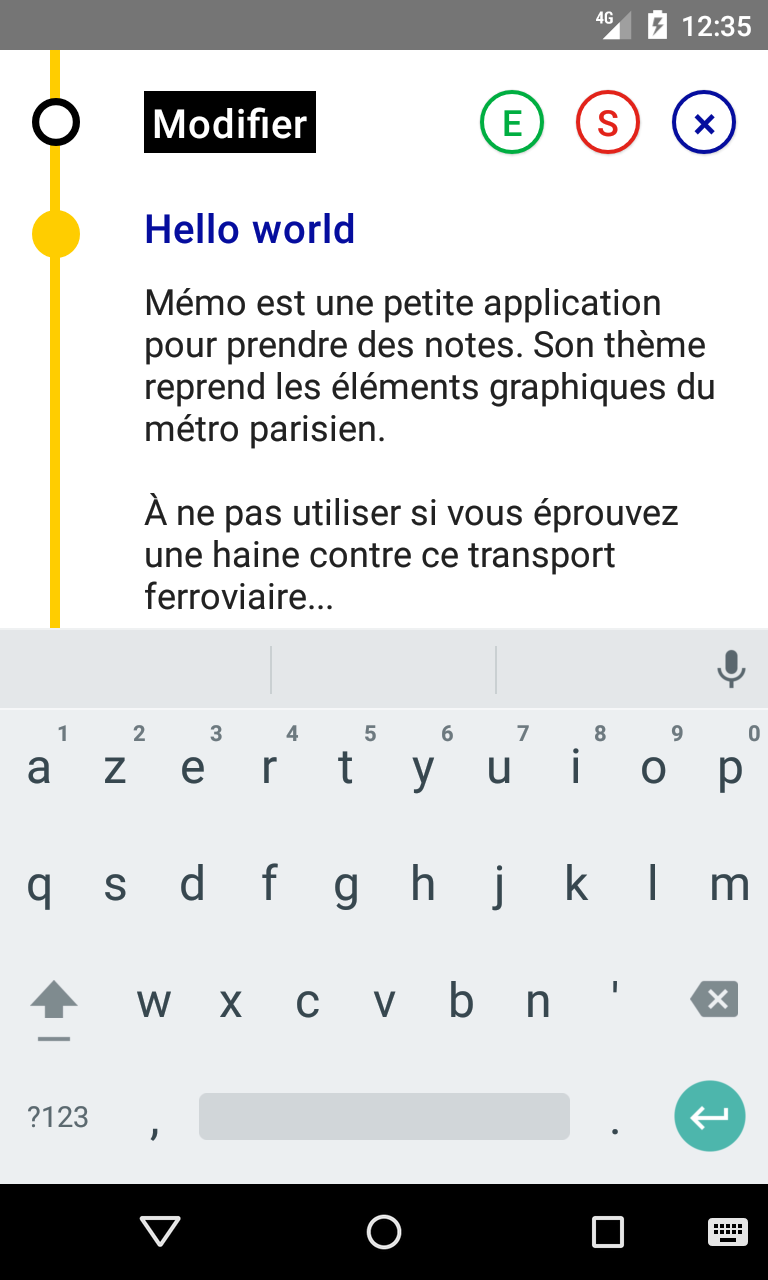 4G 12:35
Modifier E S ×
Hello world
Mémo est une petite application
pour prendre des notes. Son thème
reprend les éléments graphiques du
métro parisien.
À ne pas utiliser si vous éprouvez
une haine contre ce transport
ferroviaire...
1 2 3 4 5 6 7 8 9 0
a z e r t y u i o p
q s d f g h j k l m
w x c v b n '
?123 , .